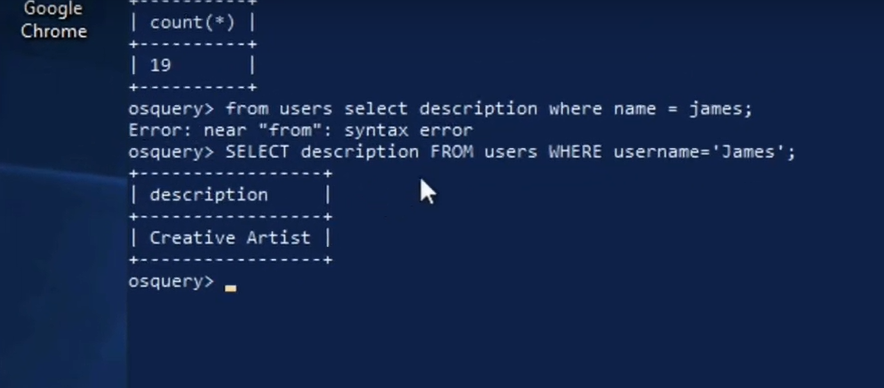 Google
Chrome
+----------+
| count(*) |
+----------+
| 19       |
+----------+
osquery> from users select description where name = james;
Error: near "from": syntax error
osquery> SELECT description FROM users WHERE username='James';
+-----------------+
| description     |
+-----------------+
| Creative Artist |
+-----------------+
osquery>